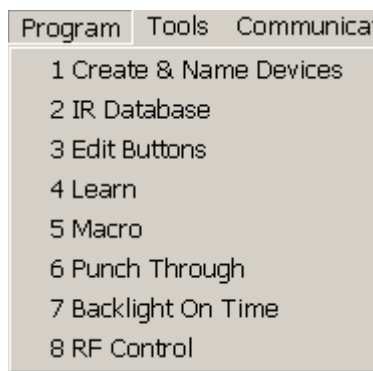 Program Tools Communica
1 Create & Name Devices
2 IR Database
3 Edit Buttons
4 Learn
5 Macro
6 Punch Through
7 Backlight On Time
8 RF Control